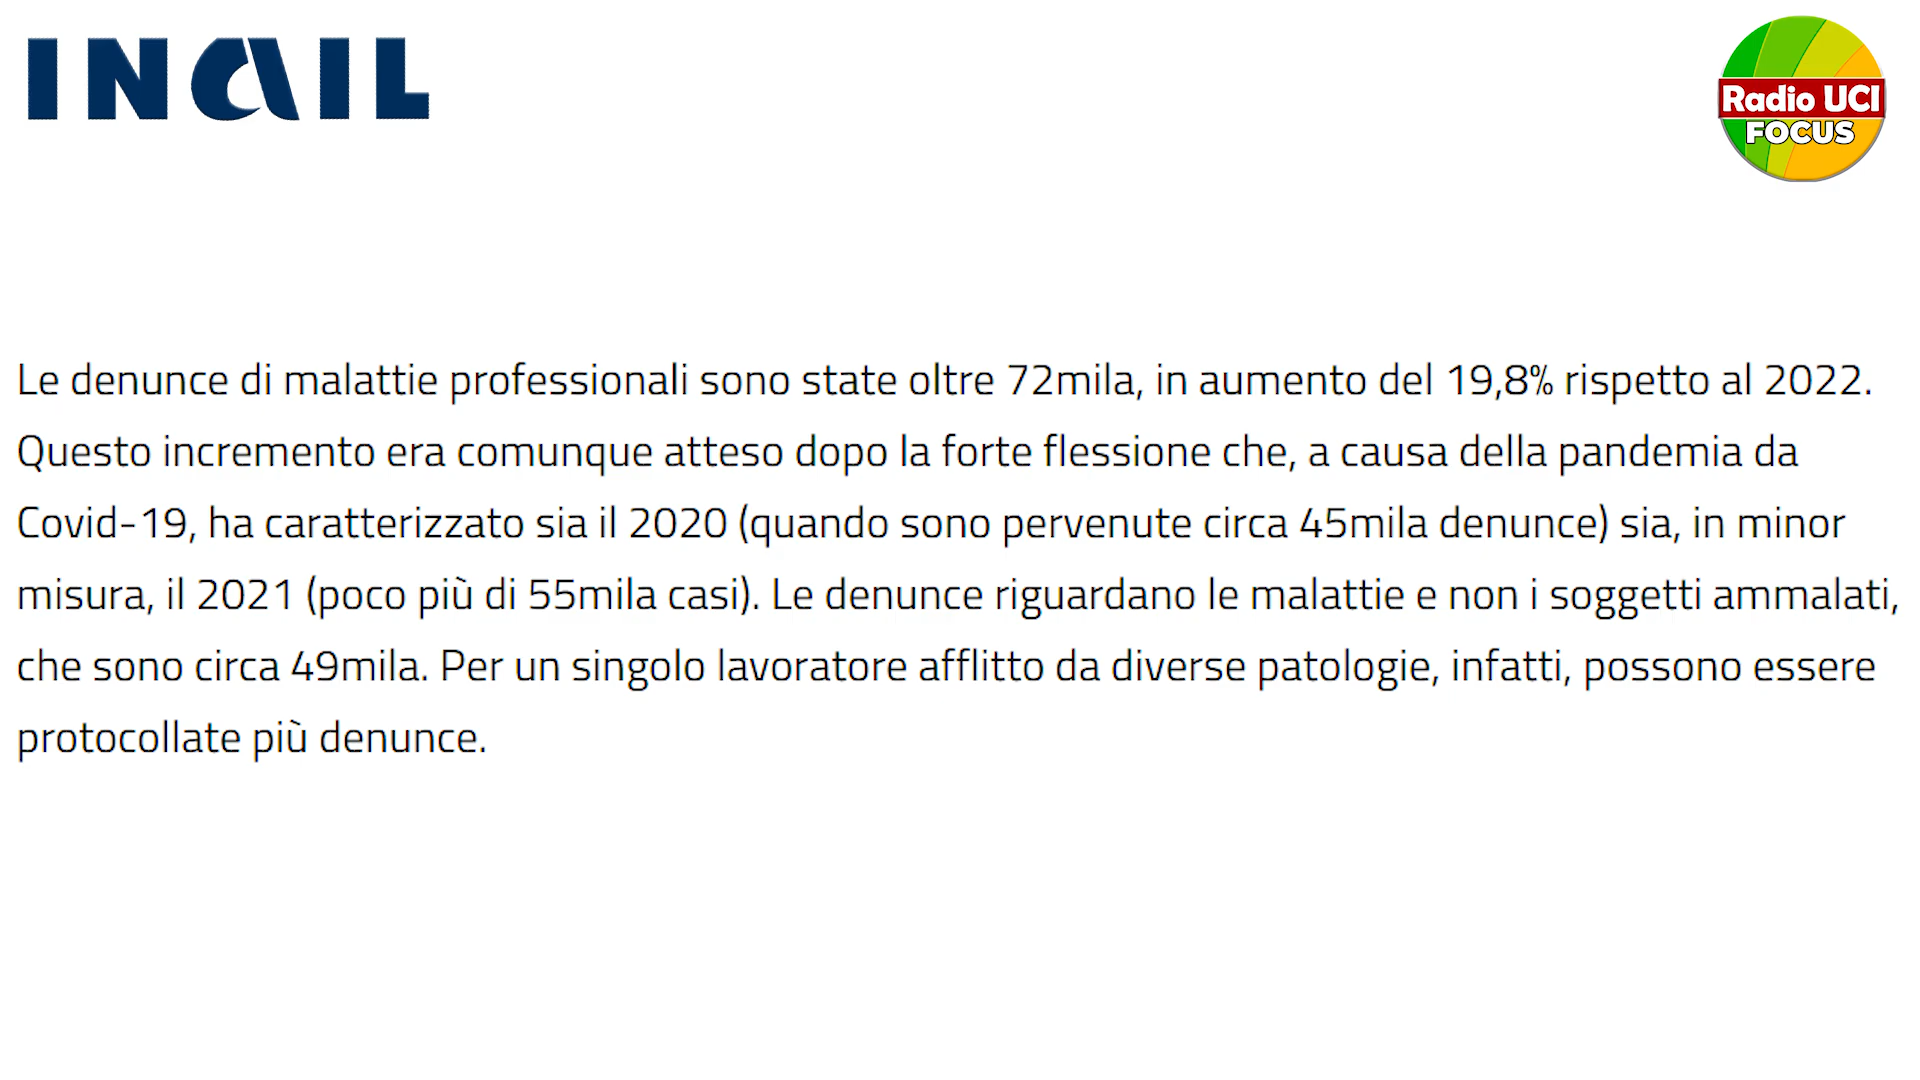 INAIL
Radio UCI
FOCUS
Le denunce di malattie professionali sono state oltre 72mila, in aumento del 19,8% rispetto al 2022.
Questo incremento era comunque atteso dopo la forte flessione che, a causa della pandemia da
Covid-19, ha caratterizzato sia il 2020 (quando sono pervenute circa 45mila denunce) sia, in minor
misura, il 2021 (poco più di 55mila casi). Le denunce riguardano le malattie e non i soggetti ammalati,
che sono circa 49mila. Per un singolo lavoratore afflitto da diverse patologie, infatti, possono essere
protocollate più denunce.